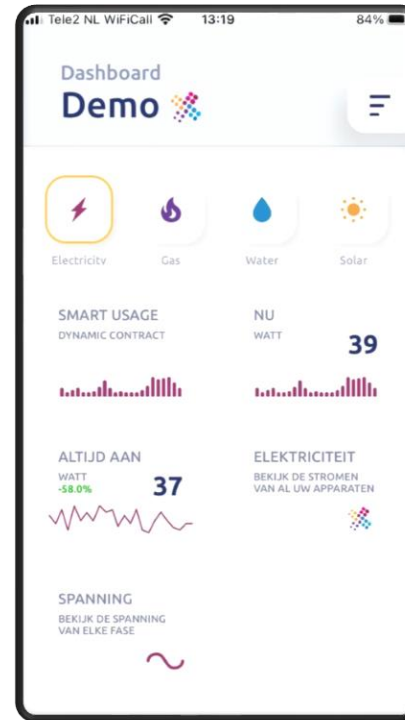 Tele2 NL WiFiCall 13:19 84%
Dashboard
Demo
Electricity Gas Water Solar
SMART USAGE
DYNAMIC CONTRACT
NU
WATT
39
ALTIJD AAN
WATT
-58.0%
37
ELEKTRICITEIT
BEKIJK DE STROMEN
VAN AL UW APPARATEN
SPANNING
BEKIJK DE SPANNING
VAN ELKE FASE